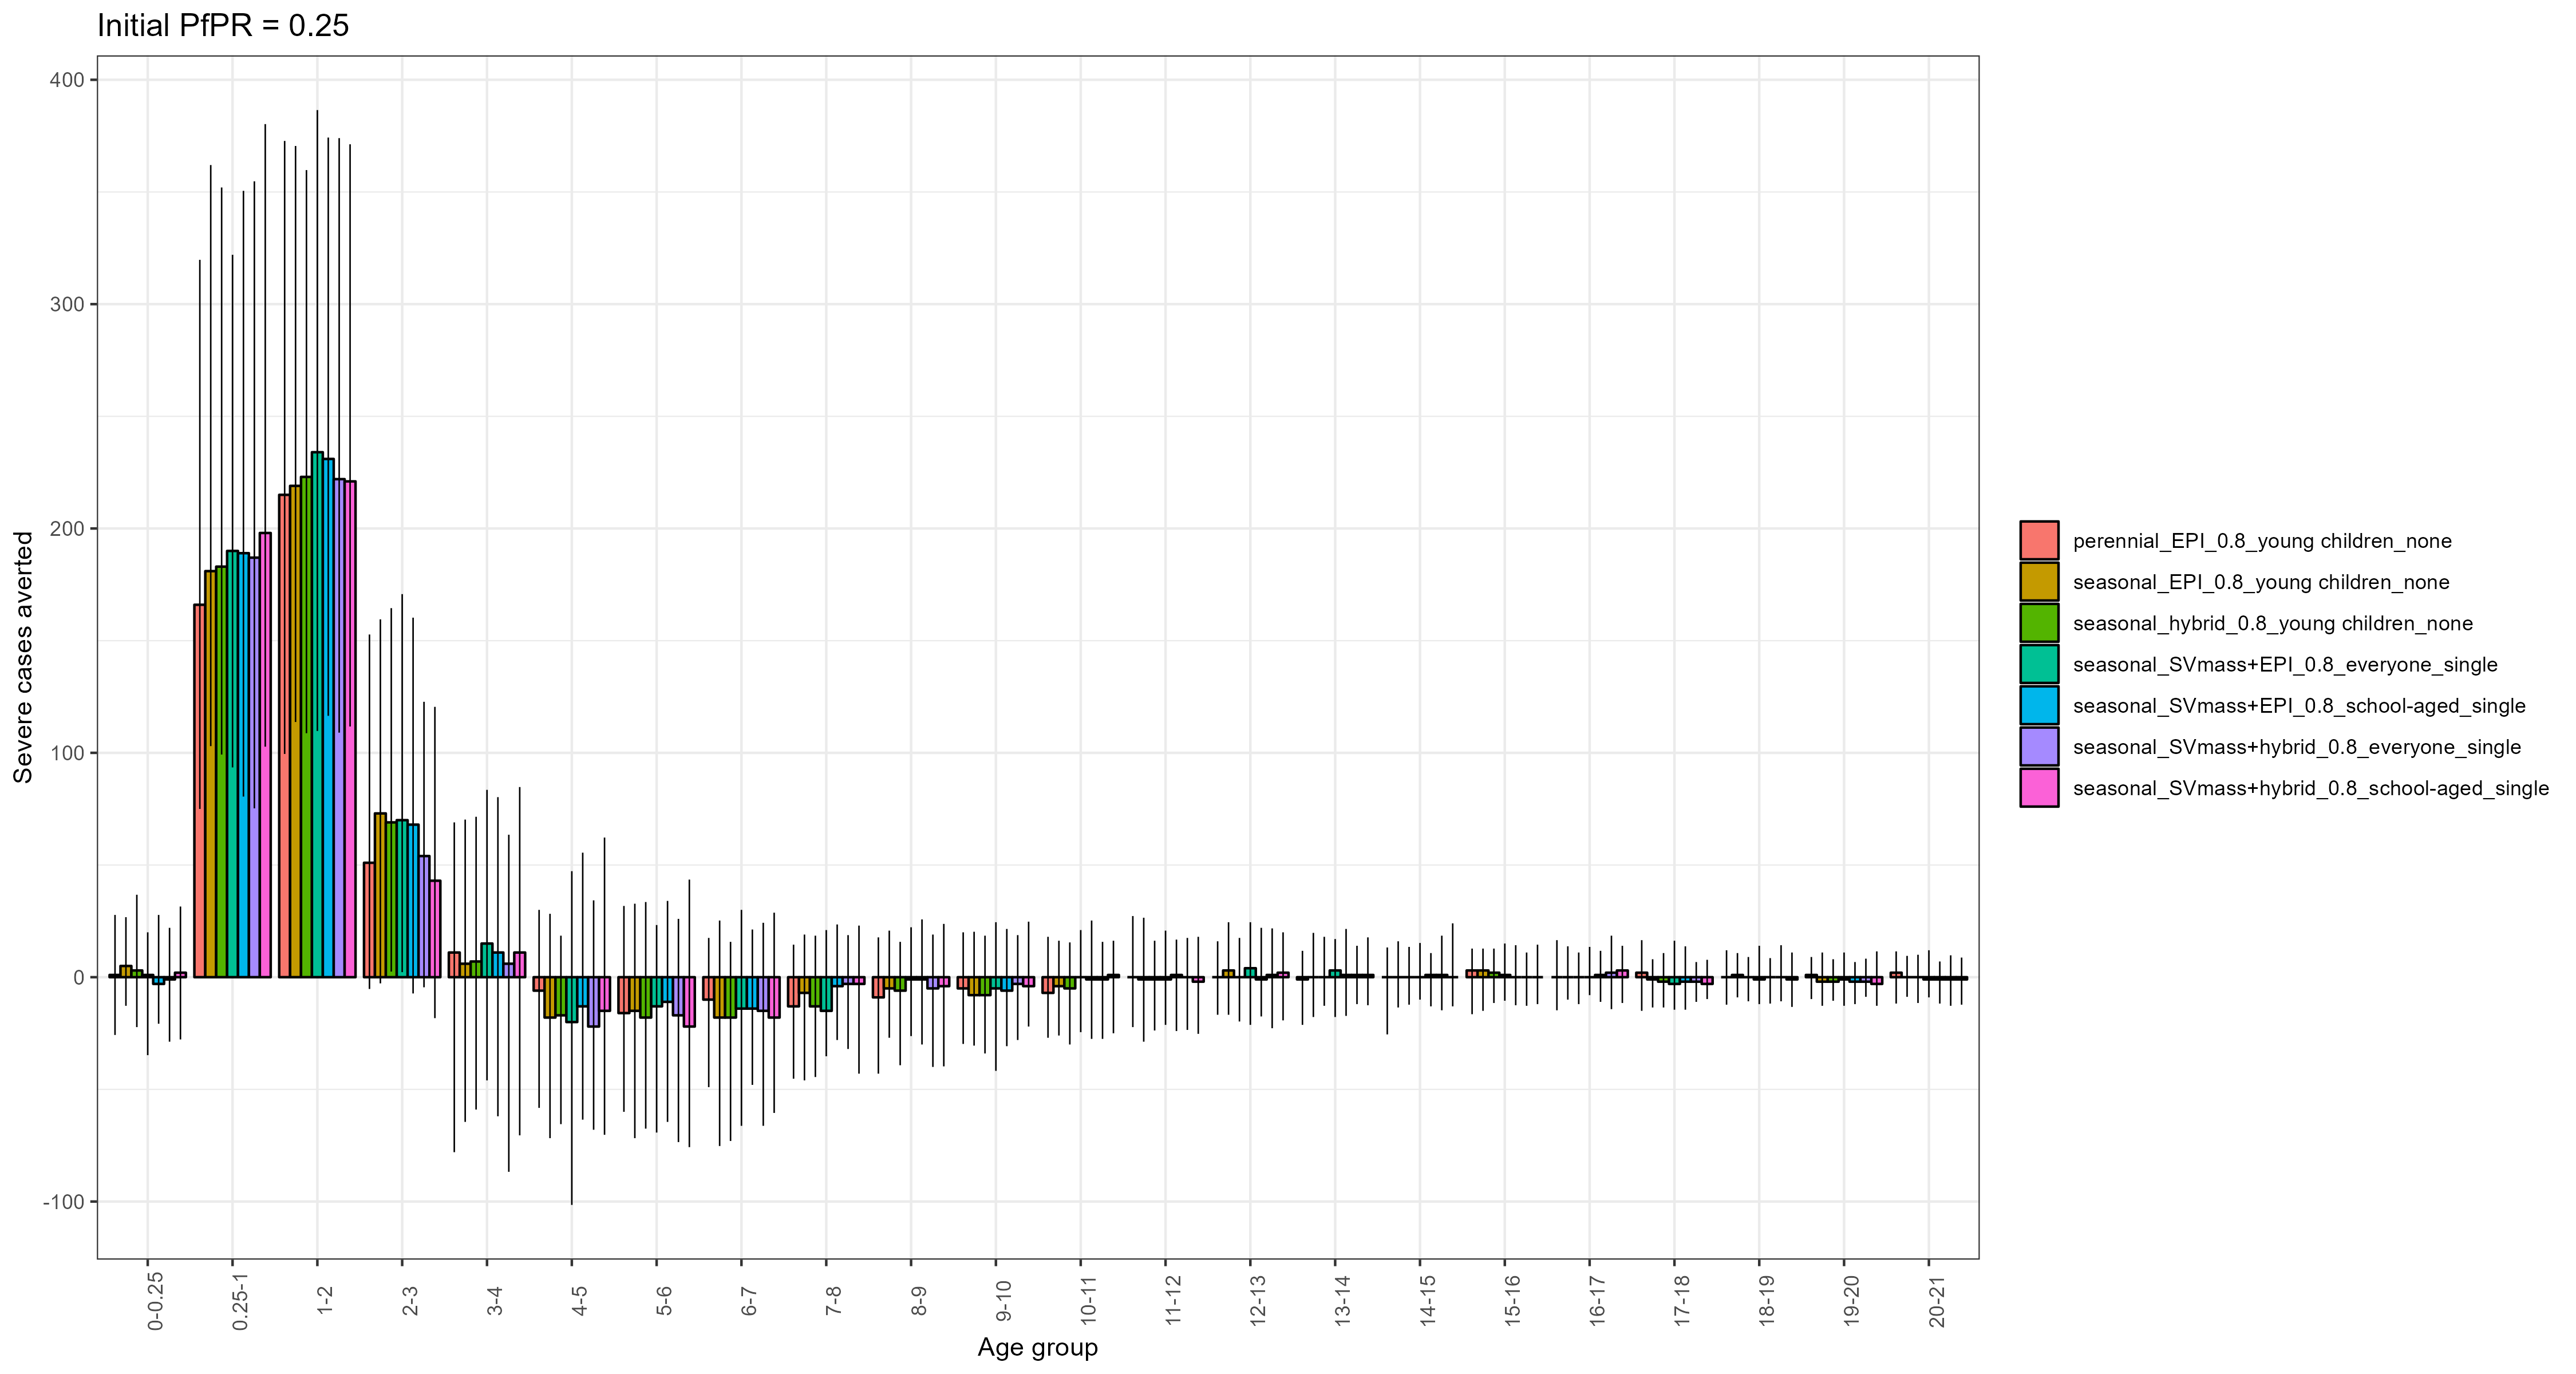 Initial PfPR = 0.25
Severe cases averted
400
300
200
100
0
-100
0-0.25
0.25-1
1-2
2-3
3-4
4-5
5-6
6-7
7-8
8-9
9-10
10-11
11-12
12-13
13-14
14-15
15-16
16-17
17-18
18-19
19-20
20-21
Age group
perennial_EPI_0.8_young children_none
seasonal_EPI_0.8_young children_none
seasonal_hybrid_0.8_young children_none
seasonal_SVmass+EPI_0.8_everyone_single
seasonal_SVmass+EPI_0.8_school-aged_single
seasonal_SVmass+hybrid_0.8_everyone_single
seasonal_SVmass+hybrid_0.8_school-aged_single